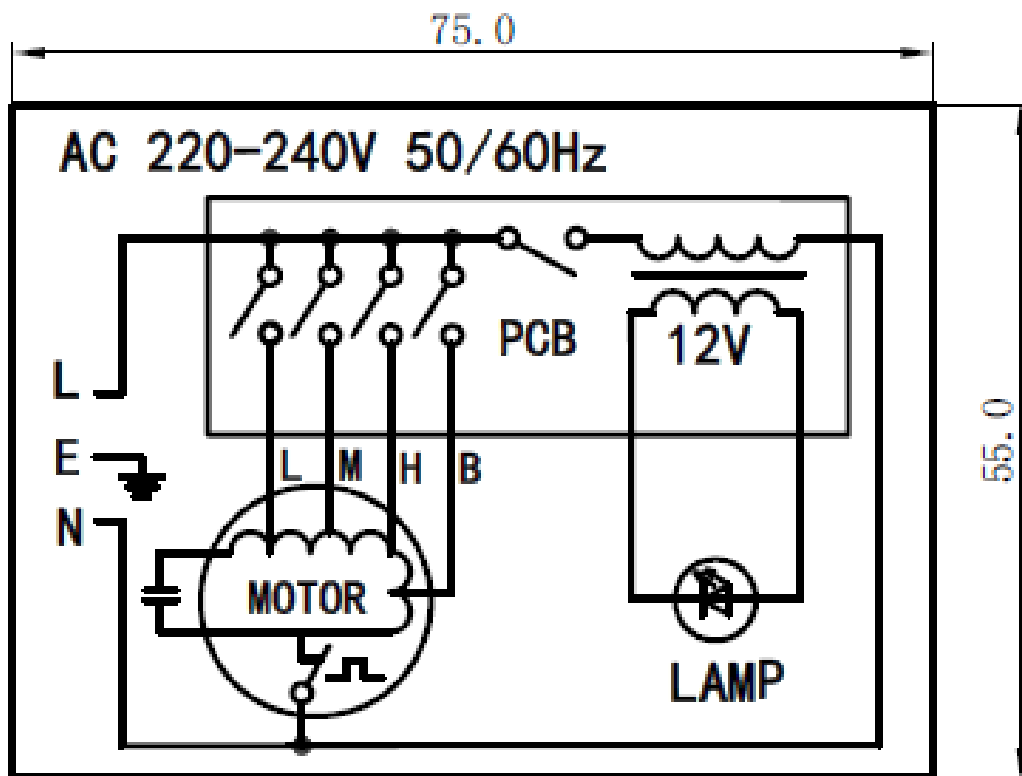 75.0
AC 220-240V 50/60Hz
PCB
12V
L
E
N
L M H B
55.0
MOTOR
LAMP